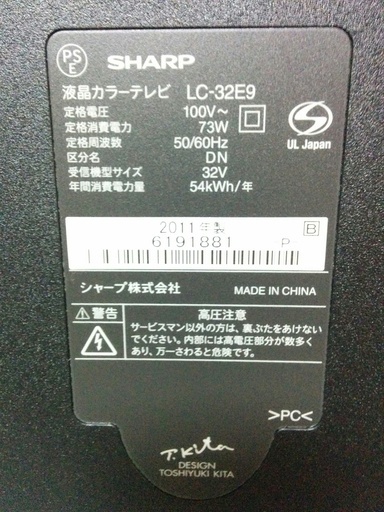 PS
E
SHARP
液晶カラーテレビ LC-32E9
定格電圧 100V~
定格消費電力 73W
定格周波数 50/60Hz
区分名 DN
受信機型サイズ 32V
年間消費電力量 54kWh/年
S
UL Japan
2011年製 B
6191881 P
シャープ株式会社 MADE IN CHINA
⚠警告 高圧注意
サービスマン以外の方は、裏ぶたをあけない
でください。内部には高電圧部分が数多く
あり、万一さわると危険です。
>PC<
T.Kita
DESIGN
TOSHIYUKI KITA